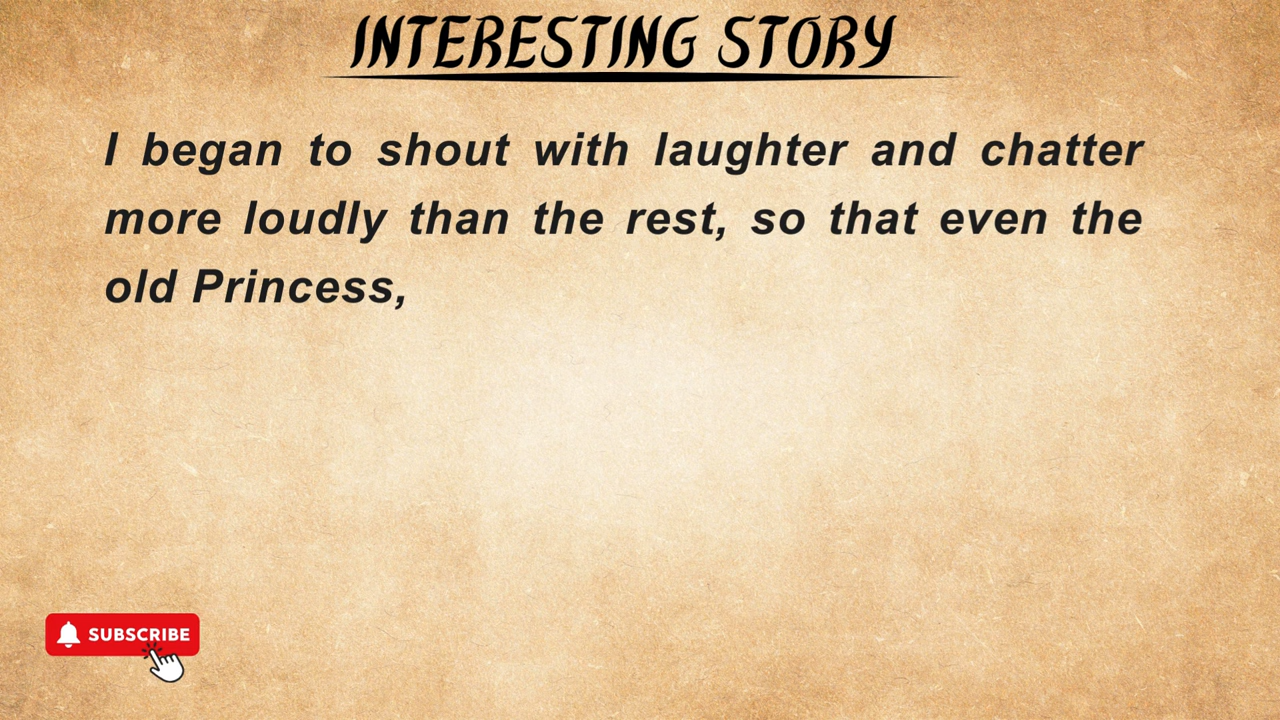 INTERESTING STORY
I began to shout with laughter and chatter
more loudly than the rest, so that even the
old Princess,
SUBSCRIBE